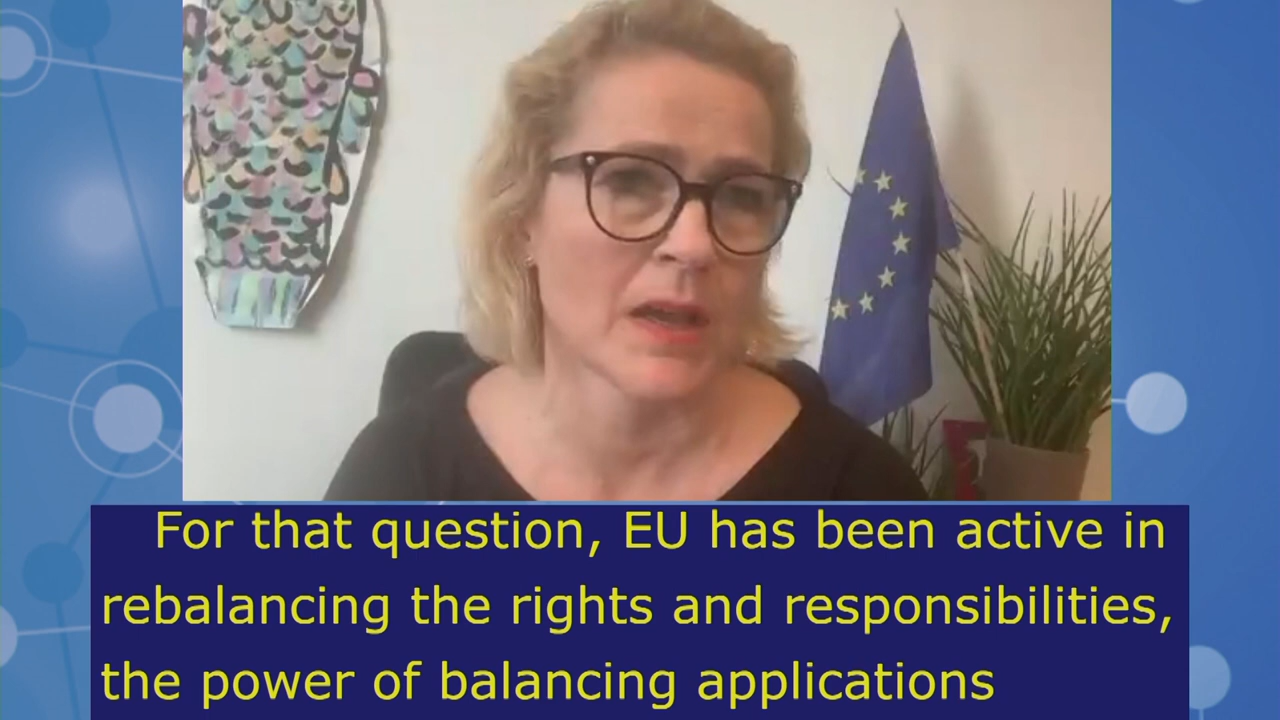 For that question, EU has been active in
rebalancing the rights and responsibilities,
the power of balancing applications